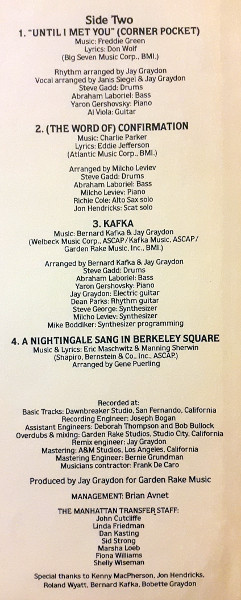 Side Two
1. "UNTIL I MET YOU" (CORNER POCKET)
Music: Freddie Green
Lyrics: Don Wolf
(Big Seven Music Corp., BMI.)
Rhythm arranged by Jay Graydon
Vocal arranged by Janis Siegel & Jay Graydon
Steve Gadd: Drums
Abraham Laboriel: Bass
Yaron Gershovsky: Piano
Al Viola: Guitar
2. (THE WORD OF) CONFIRMATION
Music: Charlie Parker
Lyrics: Eddie Jefferson
(Atlantic Music Corp., BMI.)
Arranged by Milcho Leviev
Steve Gadd: Drums
Abraham Laboriel: Bass
Milcho Leviev: Piano
Richie Cole: Alto Sax solo
Jon Hendricks: Scat solo
3. KAFKA
Music: Bernard Kafka & Jay Graydon
(Welbeck Music Corp., ASCAP/Kafka Music, ASCAP/
Garden Rake Music, Inc., BMI.)
Arranged by Bernard Kafka & Jay Graydon
Steve Gadd: Drums
Abraham Laboriel: Bass
Yaron Gershovsky: Piano
Jay Graydon: Electric guitar
Dean Parks: Rhythm guitar
Steve George: Synthesizer
Milcho Leviev: Synthesizer
Mike Boddiker: Synthesizer programming
4. A NIGHTINGALE SANG IN BERKELEY SQUARE
Music & Lyrics: Eric Maschwitz & Manning Sherwin
(Shapiro, Bernstein & Co., Inc., ASCAP.)
Arranged by Gene Puerling
Recorded at:
Basic Tracks: Dawnbreaker Studio, San Fernando, California
Recording Engineer: Joseph Bogan
Assistant Engineers: Deborah Thompson and Bob Bullock
Overdubs & mixing: Garden Rake Studios, Studio City, California
Remix engineer: Jay Graydon
Mastering: A&M Studios, Los Angeles, California
Mastering Engineer: Bernie Grundman
Musicians contractor: Frank De Caro
Produced by Jay Graydon for Garden Rake Music
MANAGEMENT: Brian Avnet
THE MANHATTAN TRANSFER STAFF:
John Cutcliffe
Linda Friedman
Dan Kasting
Sid Strong
Marsha Loeb
Fiona Williams
Shelly Wiseman
Special thanks to Kenny MacPherson, Jon Hendricks,
Roland Wyatt, Bernard Kafka, Bobette Graydon